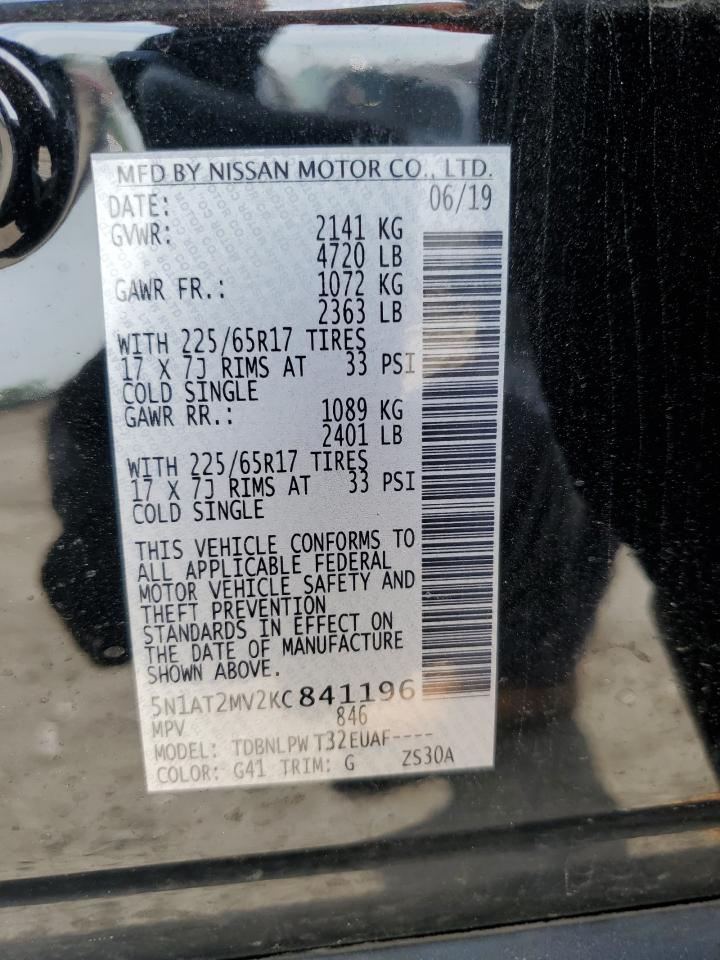 MFD BY NISSAN MOTOR CO., LTD.
DATE: 06/19
GVWR: 2141 KG
4720 LB
GAWR FR.: 1072 KG
2363 LB
WITH 225/65R17 TIRES
17 X 7J RIMS AT 33 PSI
COLD SINGLE
GAWR RR.: 1089 KG
2401 LB
WITH 225/65R17 TIRES
17 X 7J RIMS AT 33 PSI
COLD SINGLE
THIS VEHICLE CONFORMS TO
ALL APPLICABLE FEDERAL
MOTOR VEHICLE SAFETY AND
THEFT PREVENTION
STANDARDS IN EFFECT ON
THE DATE OF MANUFACTURE
SHOWN ABOVE.
5N1AT2MV2KC841196
MPV 846
MODEL: TDBNLPW T32EUAF----
COLOR: G41 TRIM: G ZS30A